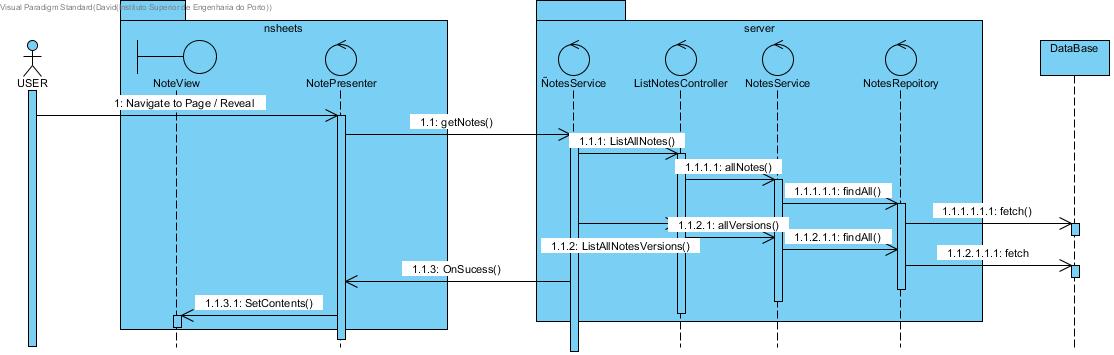 Visual Paradigm Standard(David(Instituto Superior de Engenharia do Porto))
nsheets
server
USER
NoteView
NotePresenter
ÑotesService
ListNotesController
NotesService
NotesRepoitory
DataBase
1: Navigate to Page / Reveal
1.1: getNotes()
1.1.1: ListAllNotes()
1.1.1.1: allNotes()
1.1.1.1.1: findAll()
1.1.1.1.1.1: fetch()
1.1.2.1: allVersions()
1.1.2.1.1: findAll()
1.1.2: ListAllNotesVersions()
1.1.2.1.1.1: fetch
1.1.3: OnSucess()
1.1.3.1: SetContents()